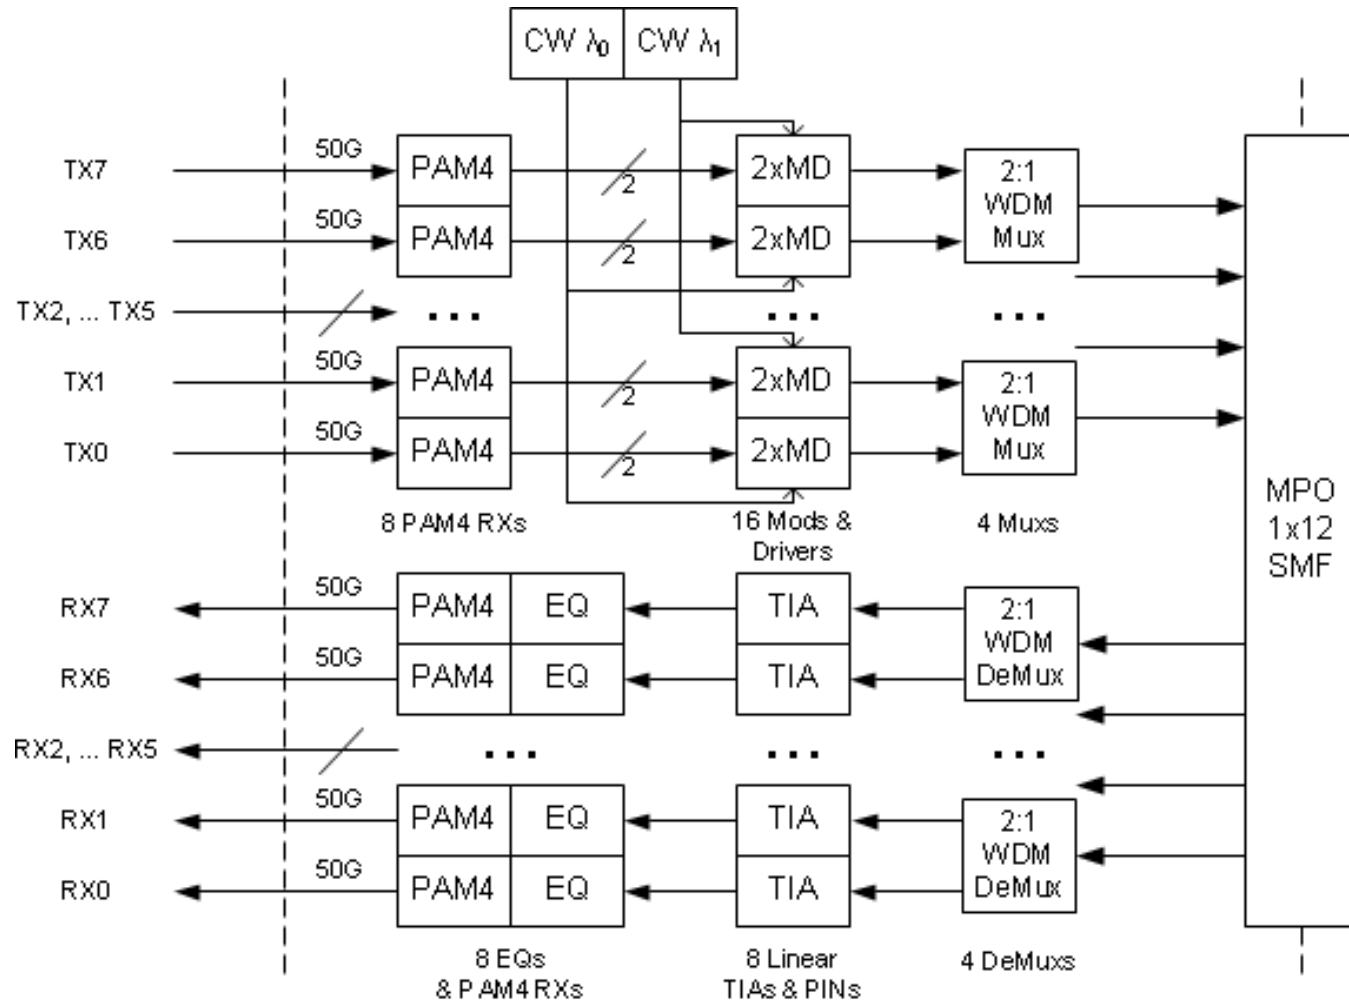 CW λ0 CW λ1
TX7 50G PAM4 2 2xMD 2:1
WDM
Mux
TX6 50G PAM4 2 2xMD
TX2, ... TX5 ... ... ...
TX1 50G PAM4 2 2xMD 2:1
WDM
Mux
TX0 50G PAM4 2 2xMD
8 PAM4 RXs
16 Mods &
Drivers
4 Muxs
MPO
1x12
SMF
RX7 50G PAM4 EQ TIA 2:1
WDM
DeMux
RX6 50G PAM4 EQ TIA
RX2, ... RX5 ... ... ...
RX1 50G PAM4 EQ TIA 2:1
WDM
DeMux
RX0 50G PAM4 EQ TIA
8 EQs
& PAM4 RXs
8 Linear
TIAs & PINs
4 DeMuxs